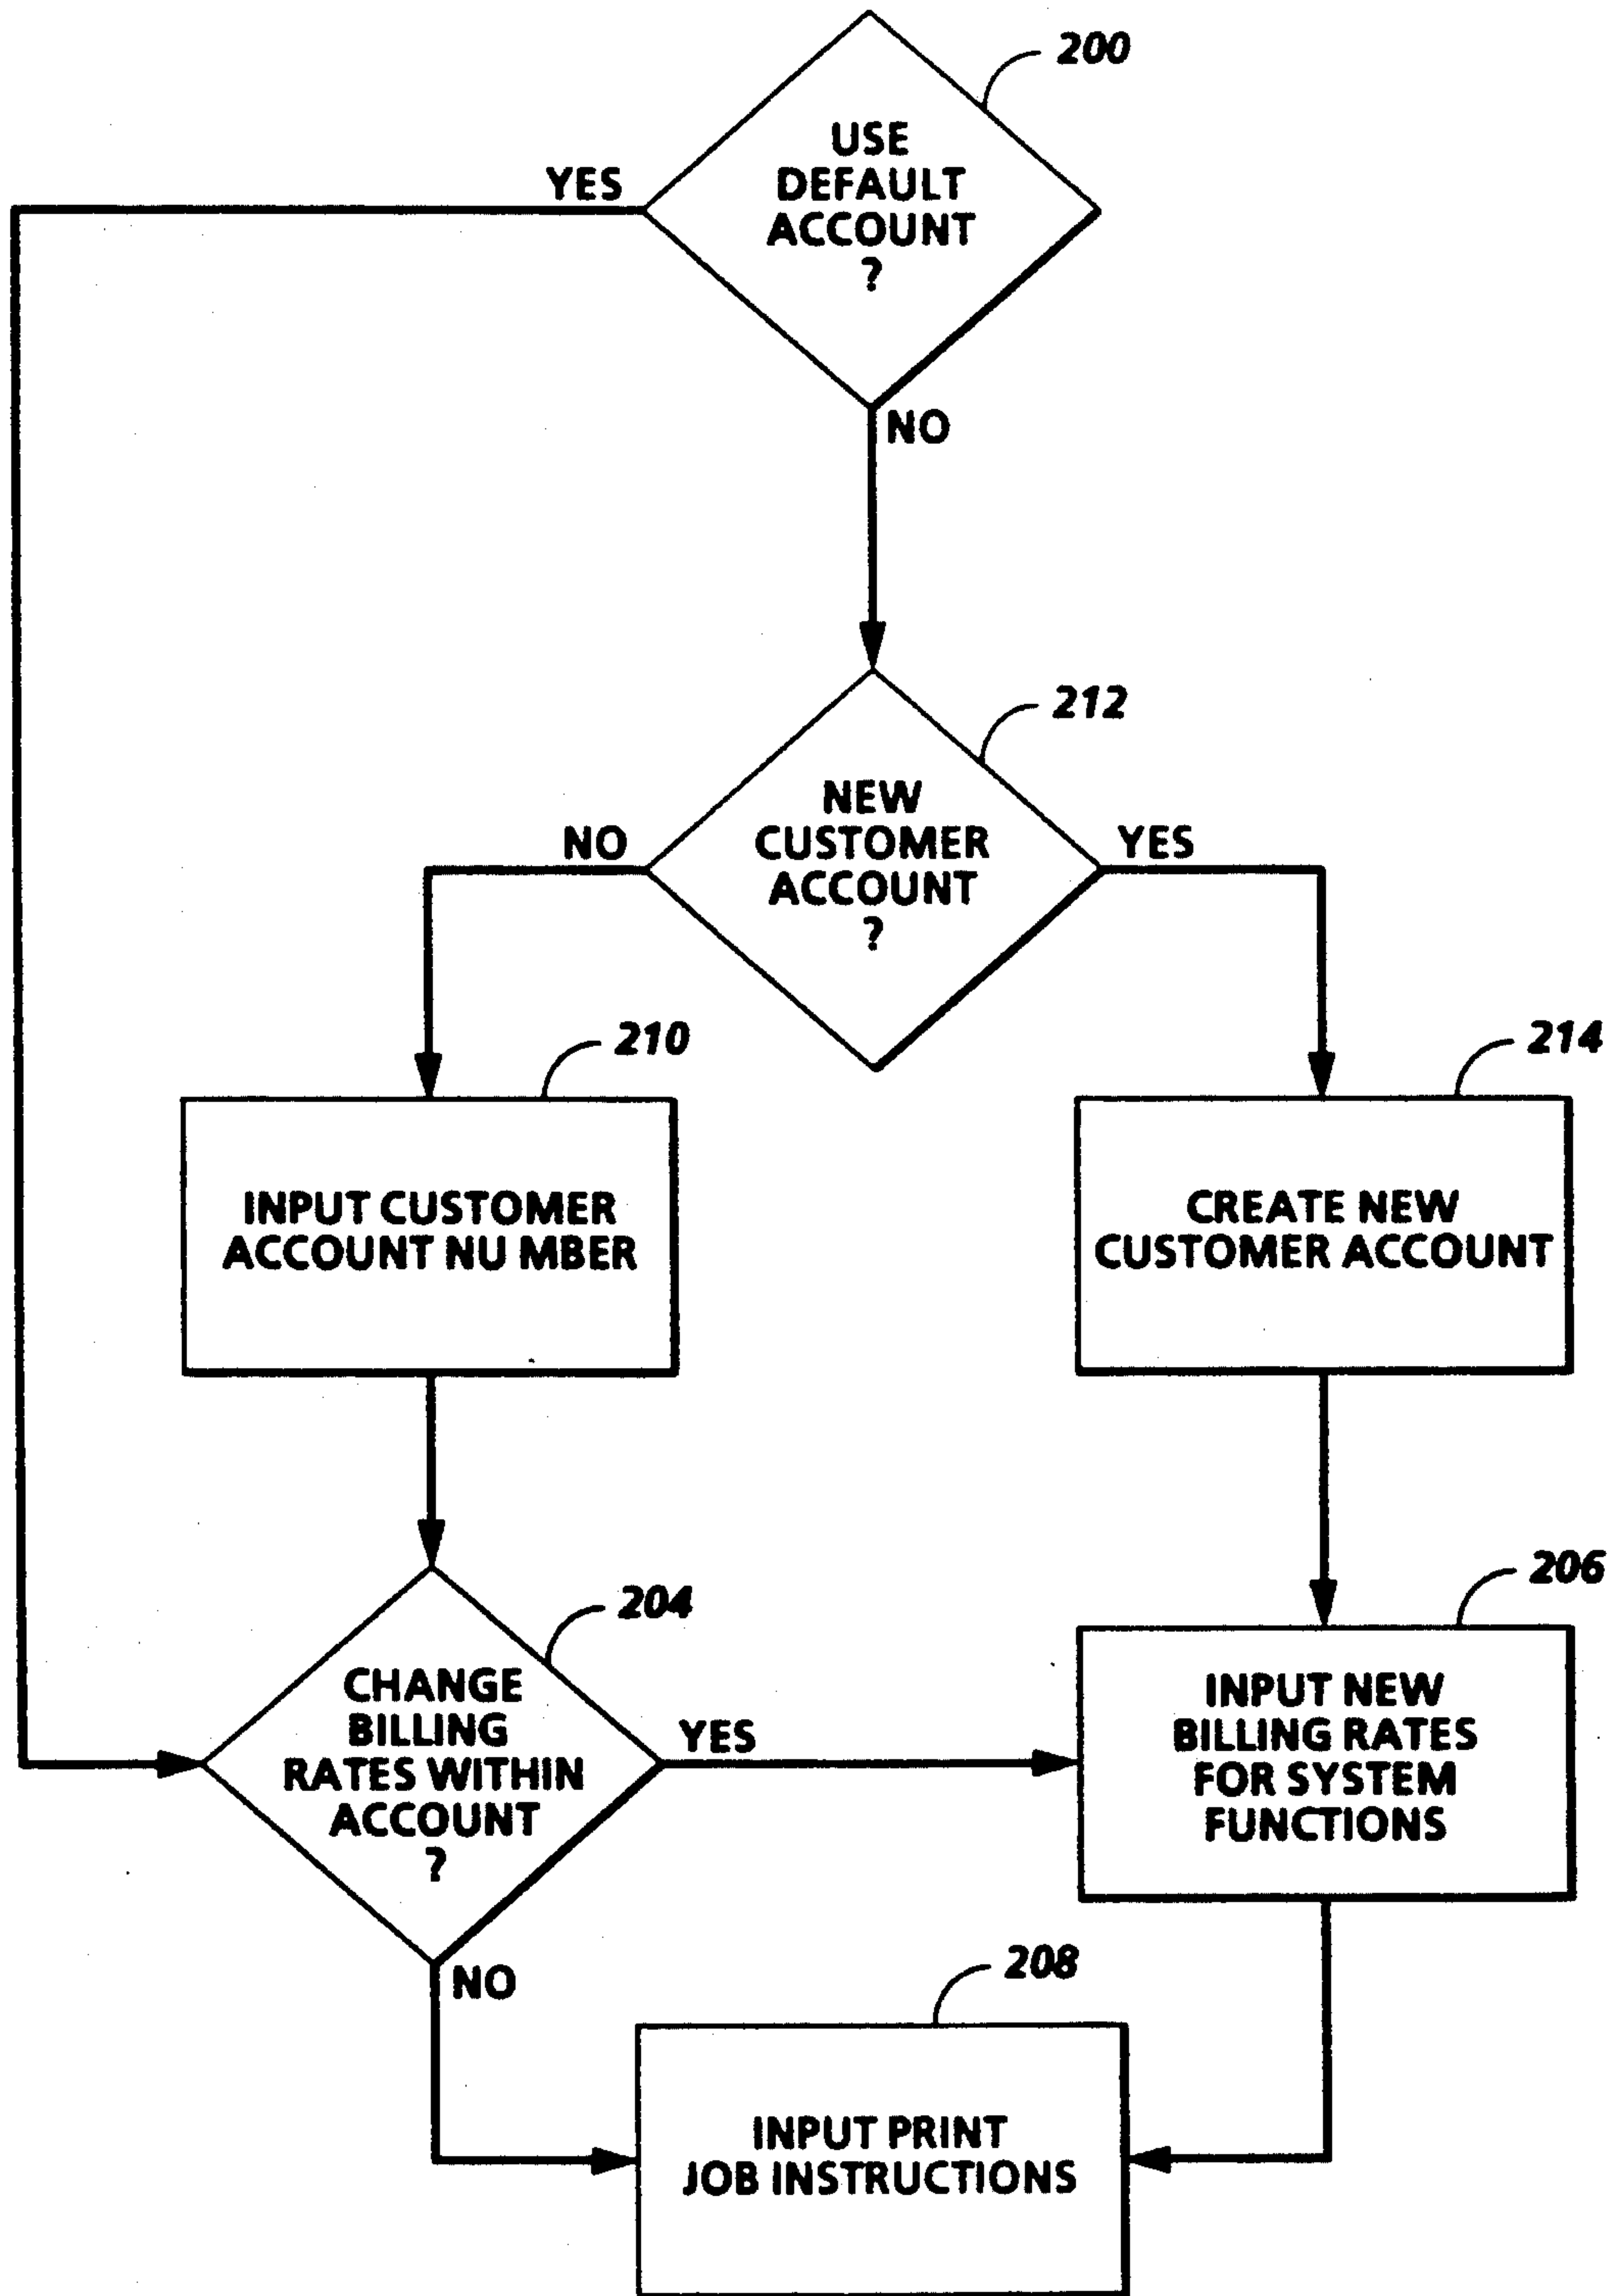 200
USE
DEFAULT
ACCOUNT
?
YES
NO
212
NEW
CUSTOMER
ACCOUNT
?
NO
YES
210
INPUT CUSTOMER
ACCOUNT NU MBER
214
CREATE NEW
CUSTOMER ACCOUNT
204
CHANGE
BILLING
RATES WITHIN
ACCOUNT
?
YES
NO
206
INPUT NEW
BILLING RATES
FOR SYSTEM
FUNCTIONS
208
INPUT PRINT
JOB INSTRUCTIONS